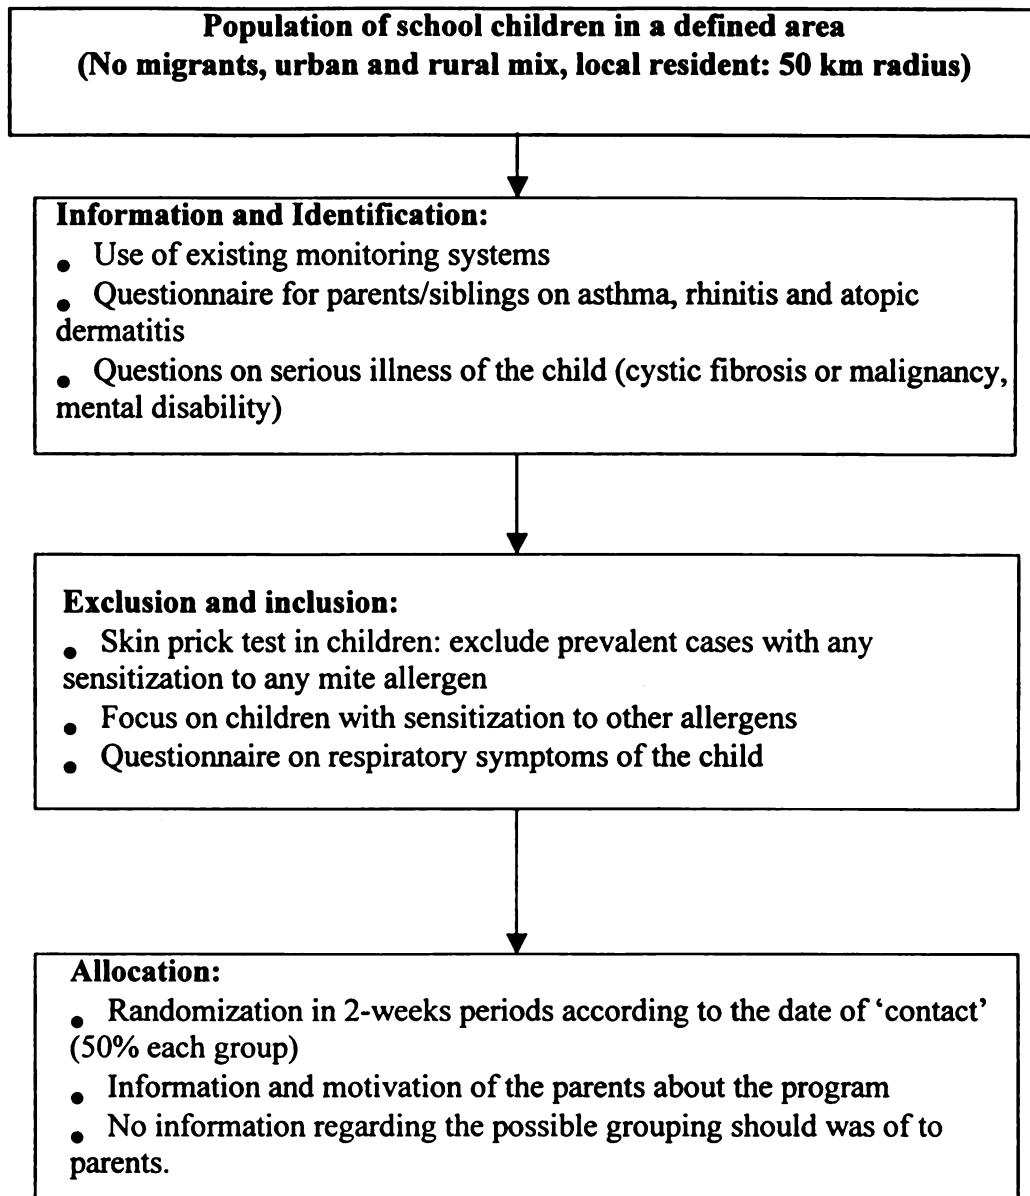 Population of school children in a defined area
(No migrants, urban and rural mix, local resident: 50 km radius)
Information and Identification:
● Use of existing monitoring systems
● Questionnaire for parents/siblings on asthma, rhinitis and atopic
dermatitis
● Questions on serious illness of the child (cystic fibrosis or malignancy,
mental disability)
Exclusion and inclusion:
● Skin prick test in children: exclude prevalent cases with any
sensitization to any mite allergen
● Focus on children with sensitization to other allergens
● Questionnaire on respiratory symptoms of the child
Allocation:
● Randomization in 2-weeks periods according to the date of ‘contact’
(50% each group)
● Information and motivation of the parents about the program
● No information regarding the possible grouping should was of to
parents.